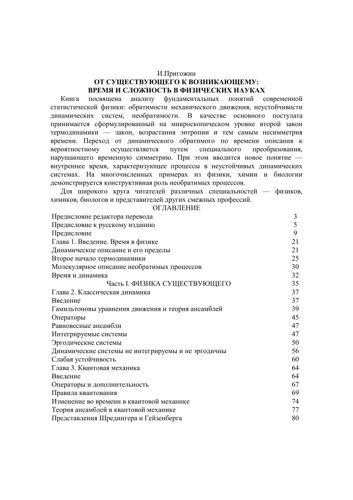 И.Пригожин
ОТ СУЩЕСТВУЮЩЕГО К ВОЗНИКАЮЩЕМУ:
ВРЕМЯ И СЛОЖНОСТЬ В ФИЗИЧЕСКИХ НАУКАХ
Книга посвящена анализу фундаментальных понятий современной
статистической физики: обратимости механического движения, неустойчивости
динамических систем, необратимости. В качестве основного постулата
принимается сформулированный на микроскопическом уровне второй закон
термодинамики — закон, возрастания энтропии и тем самым несимметрия
времени. Переход от динамического обратимого по времени описания к
вероятностному осуществляется путем специального преобразования,
нарушающего временную симметрию. При этом вводится новое понятие —
внутреннее время, характеризующее процессы в неустойчивых динамических
системах. На многочисленных примерах из физики, химии и биологии
демонстрируется конструктивная роль необратимых процессов.
Для широкого круга читателей различных специальностей — физиков,
химиков, биологов и представителей других смежных профессий.
ОГЛАВЛЕНИЕ
Предисловие редактора перевода 3
Предисловие к русскому изданию 5
Предисловие 9
Глава 1. Введение. Время в физике 21
Динамическое описание и его пределы 21
Второе начало термодинамики 25
Молекулярное описание необратимых процессов 30
Время и динамика 32
Часть I. ФИЗИКА СУЩЕСТВУЮЩЕГО 35
Глава 2. Классическая динамика 37
Введение 37
Гамильтоновы уравнения движения и теория ансамблей 39
Операторы 45
Равновесные ансамбли 47
Интегрируемые системы 47
Эргодические системы 50
Динамические системы не интегрируемы и не эргодичны 56
Слабая устойчивость 60
Глава 3. Квантовая механика 64
Введение 64
Операторы и дополнительность 67
Правила квантования 69
Изменение во времени в квантовой механике 74
Теория ансамблей в квантовой механике 77
Представления Шредингера и Гейзенберга 80